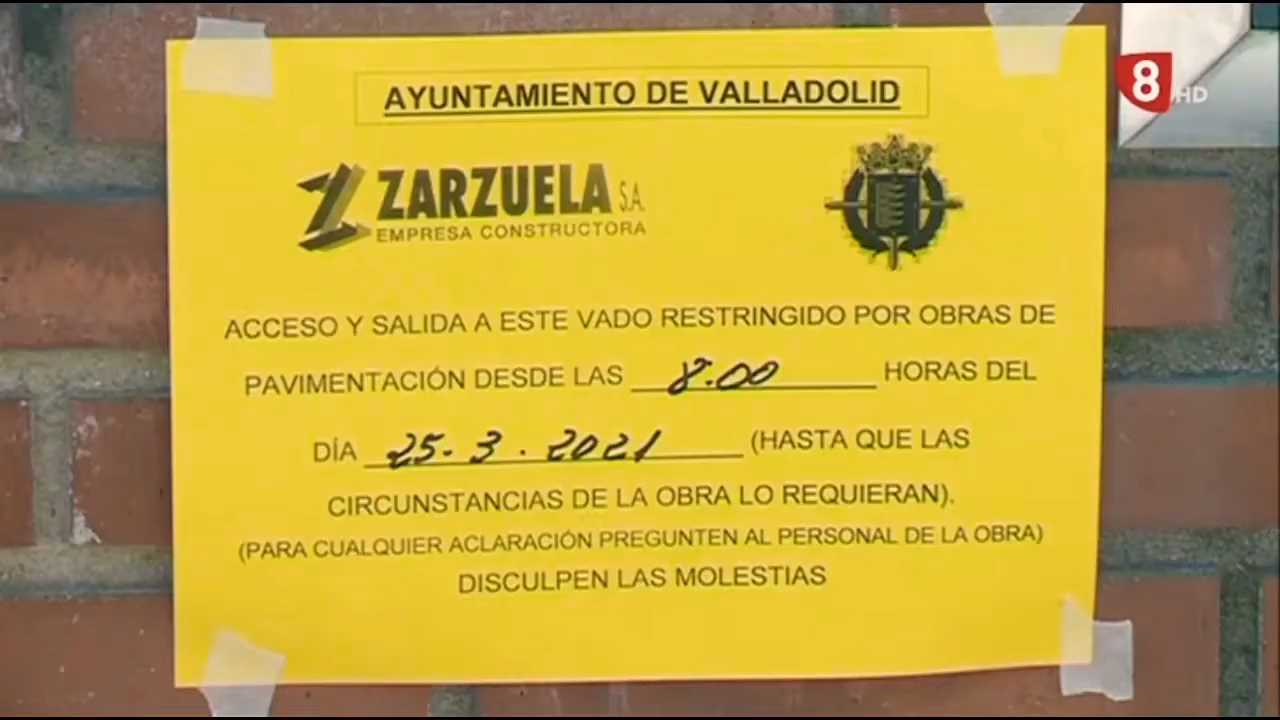 AYUNTAMIENTO DE VALLADOLID
8 HD
ZARZUELA S.A.
EMPRESA CONSTRUCTORA
ACCESO Y SALIDA A ESTE VADO RESTRINGIDO POR OBRAS DE
PAVIMENTACIÓN DESDE LAS 8.00 HORAS DEL
DÍA 25-3.2021 (HASTA QUE LAS
CIRCUNSTANCIAS DE LA OBRA LO REQUIERAN).
(PARA CUALQUIER ACLARACIÓN PREGUNTEN AL PERSONAL DE LA OBRA)
DISCULPEN LAS MOLESTIAS